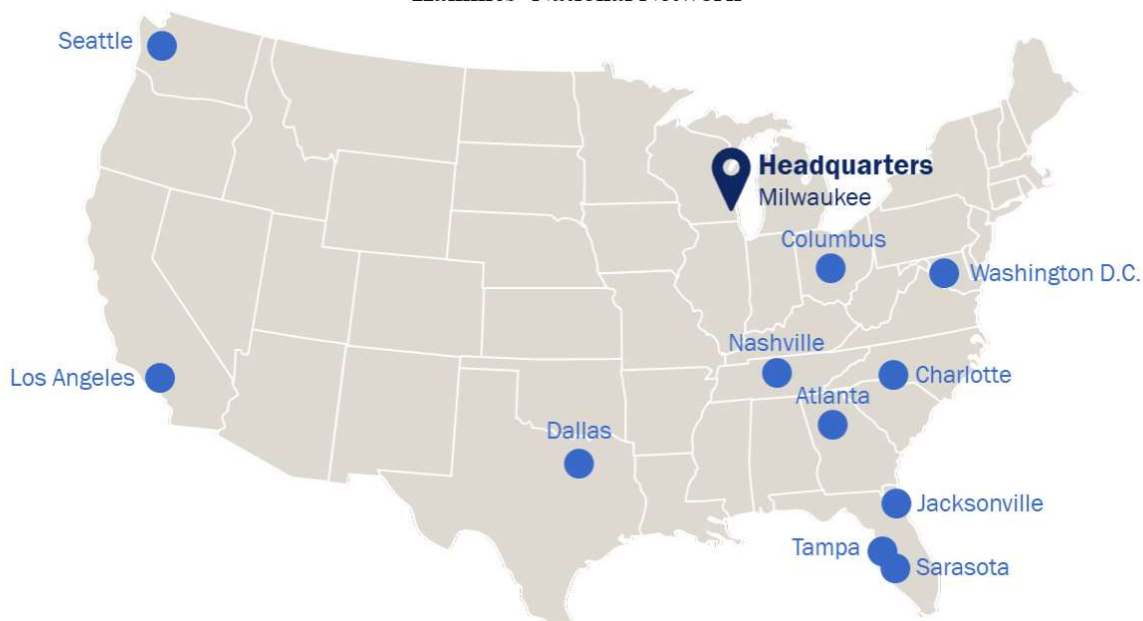 Seattle
Headquarters
Milwaukee
Columbus
Washington D.C.
Nashville
Los Angeles
Charlotte
Atlanta
Dallas
Jacksonville
Tampa
Sarasota